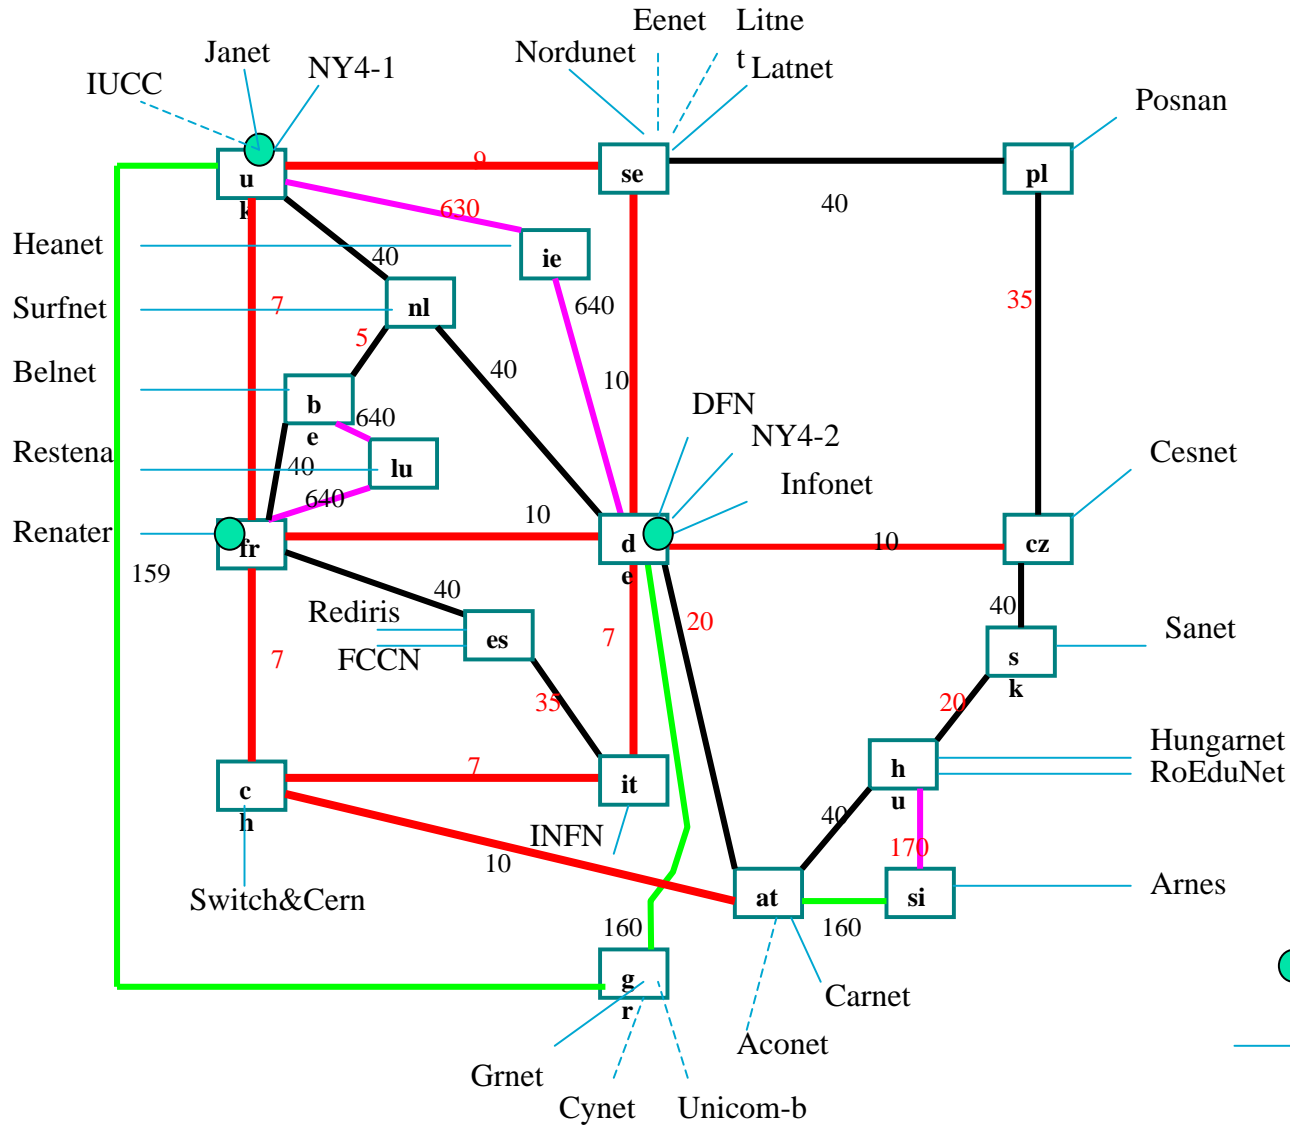 Eenet
Litne
t
Janet
Nordunet
Latnet
NY4-1
IUCC
Posnan
9
u
k
se
pl
630
40
Heanet
40
ie
7
Surfnet
nl
640
35
5
Belnet
40
10
b
e
640
DFN
NY4-2
Restena
40
lu
Cesnet
640
Infonet
Renater
10
fr
d
e
10
cz
159
40
40
Rediris
20
FCCN
es
7
s
k
Sanet
7
35
20
Hungarnet
7
h
u
RoEduNet
c
h
it
40
INFN
10
170
Switch&Cern
at
si
Arnes
160
160
g
r
Carnet
Aconet
Grnet
Cynet
Unicom-b